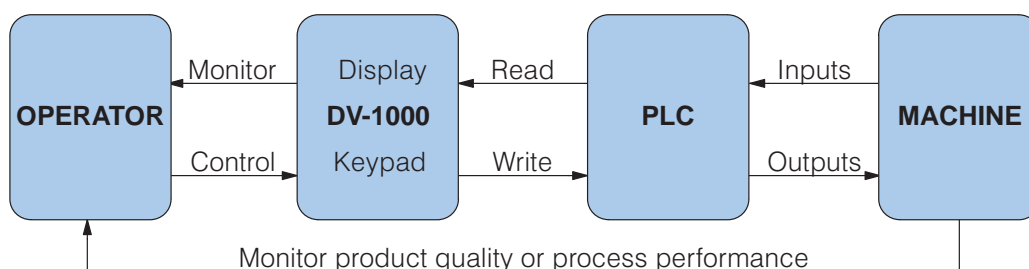 Monitor Display Read Inputs
OPERATOR DV-1000 PLC MACHINE
Control Keypad Write Outputs
Monitor product quality or process performance